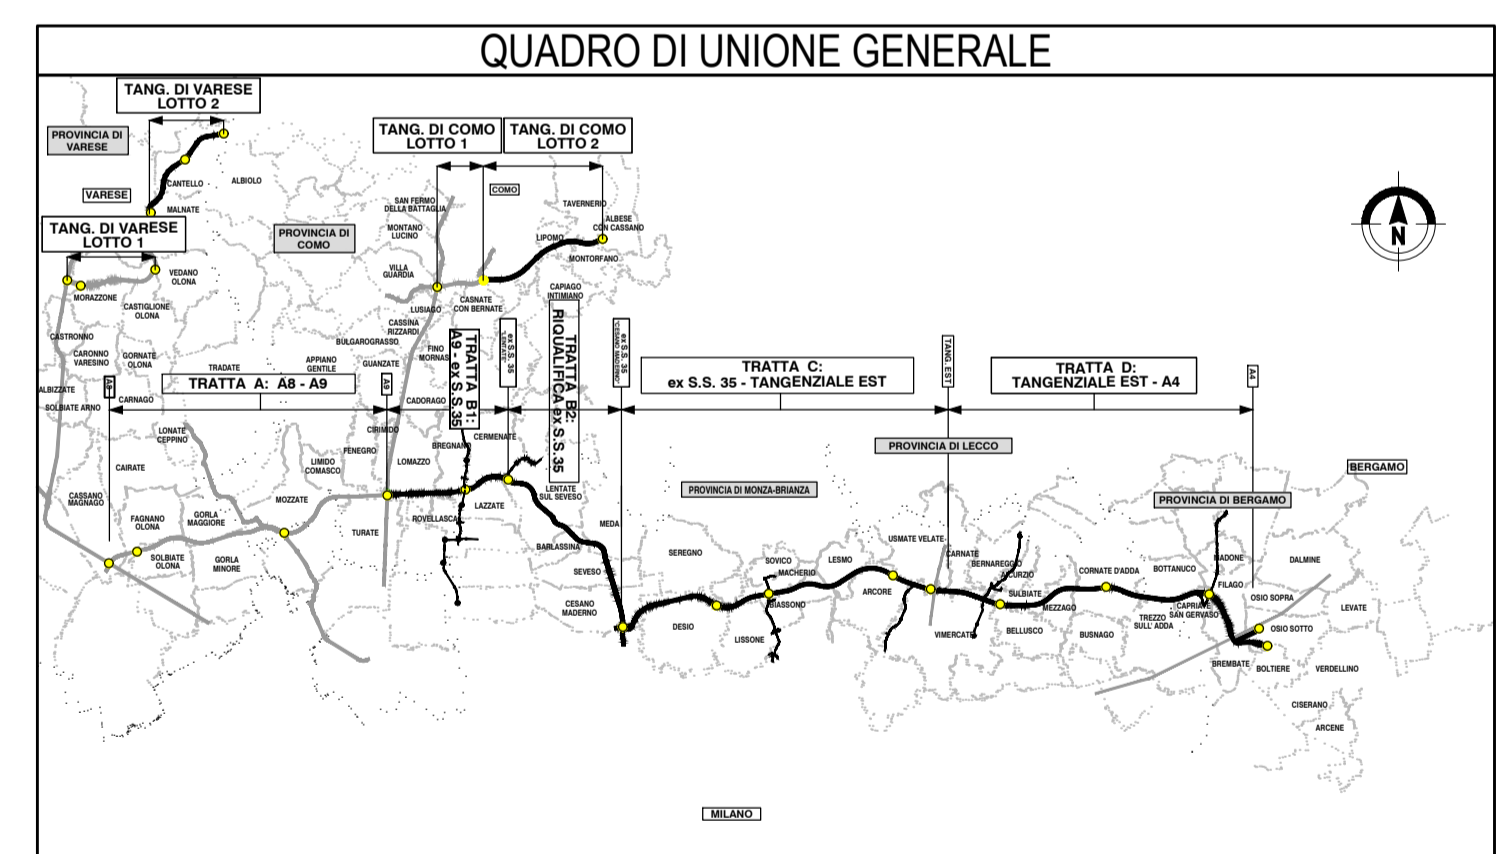 QUADRO DI UNIONE GENERALE
TANG. DI VARESE
LOTTO 2
PROVINCIA DI
VARESE
CANTELLO
ALBIOLO
VARESE
MALNATE
TANG. DI VARESE
LOTTO 1
TANG. DI COMO
LOTTO 1
TANG. DI COMO
LOTTO 2
COMO
PROVINCIA DI
COMO
SAN FERMO
DELLA BATTAGLIA
MONTANO
LUCINO
VILLA
GUARDIA
TAVERNERIO
ALBESE
CON CASSANO
LIPOMO
MONTORFANO
CAPIAGO
INTIMIANO
N
VEDANO
OLONA
MORAZZONE
CASTIGLIONE
OLONA
LUSIAGO
CASNATE
CON BERNATE
CASSINA
RIZZARDI
BULGAROGRASSO
CASTRONNO
CARONNO
VARESINO
GORNATE
OLONA
TRADATE
APPIANO
GENTILE
GUANZATE
FINO
MORNAS
ALBIZZATE
SOLBIATE ARNO
CARNAGO
A8
TRATTA A: A8 - A9
A9
CADORAGO
TRATTA B1:
A9 - ex S.S.35
ex S.S. 35
"LENTATE"
TRATTA B2:
RIQUALIFICA ex S.S.35
ex S.S. 35
"CESANO MADERNO"
TRATTA C:
ex S.S. 35 - TANGENZIALE EST
TANG. EST
TRATTA D:
TANGENZIALE EST - A4
A4
LONATE
CEPPINO
CIRIMIDO
FENEGRO
BREGNANO
CERMENATE
PROVINCIA DI LECCO
CAIRATE
LIMIDO
COMASCO
LOMAZZO
BERGAMO
CASSANO
MAGNAGO
MOZZATE
LAZZATE
LENTATE
SUL SEVESO
PROVINCIA DI MONZA-BRIANZA
PROVINCIA DI BERGAMO
FAGNANO
OLONA
GORLA
MAGGIORE
ROVELLASCA
TURATE
MEDA
SOLBIATE
OLONA
GORLA
MINORE
BARLASSINA
SEVESO
SEREGNO
SOVICO
MACHERIO
LESMO
USMATE VELATE
CARNATE
BERNAREGGIO
CORNATE D'ADDA
BOTTANUCO
MADONE
DALMINE
CESANO
MADERNO
DESIO
BIASSONO
LISSONE
ARCORE
SULBIATE
MEZZAGO
VIMERCATE
BELLUSCO
BUSNAGO
TREZZO
SULL' ADDA
CAPRIATE
SAN GERVASO
FILAGO
OSIO SOPRA
LEVATE
OSIO SOTTO
BREMBATE
BOLTIERE
VERDELLINO
CISERANO
ARCENE
MILANO